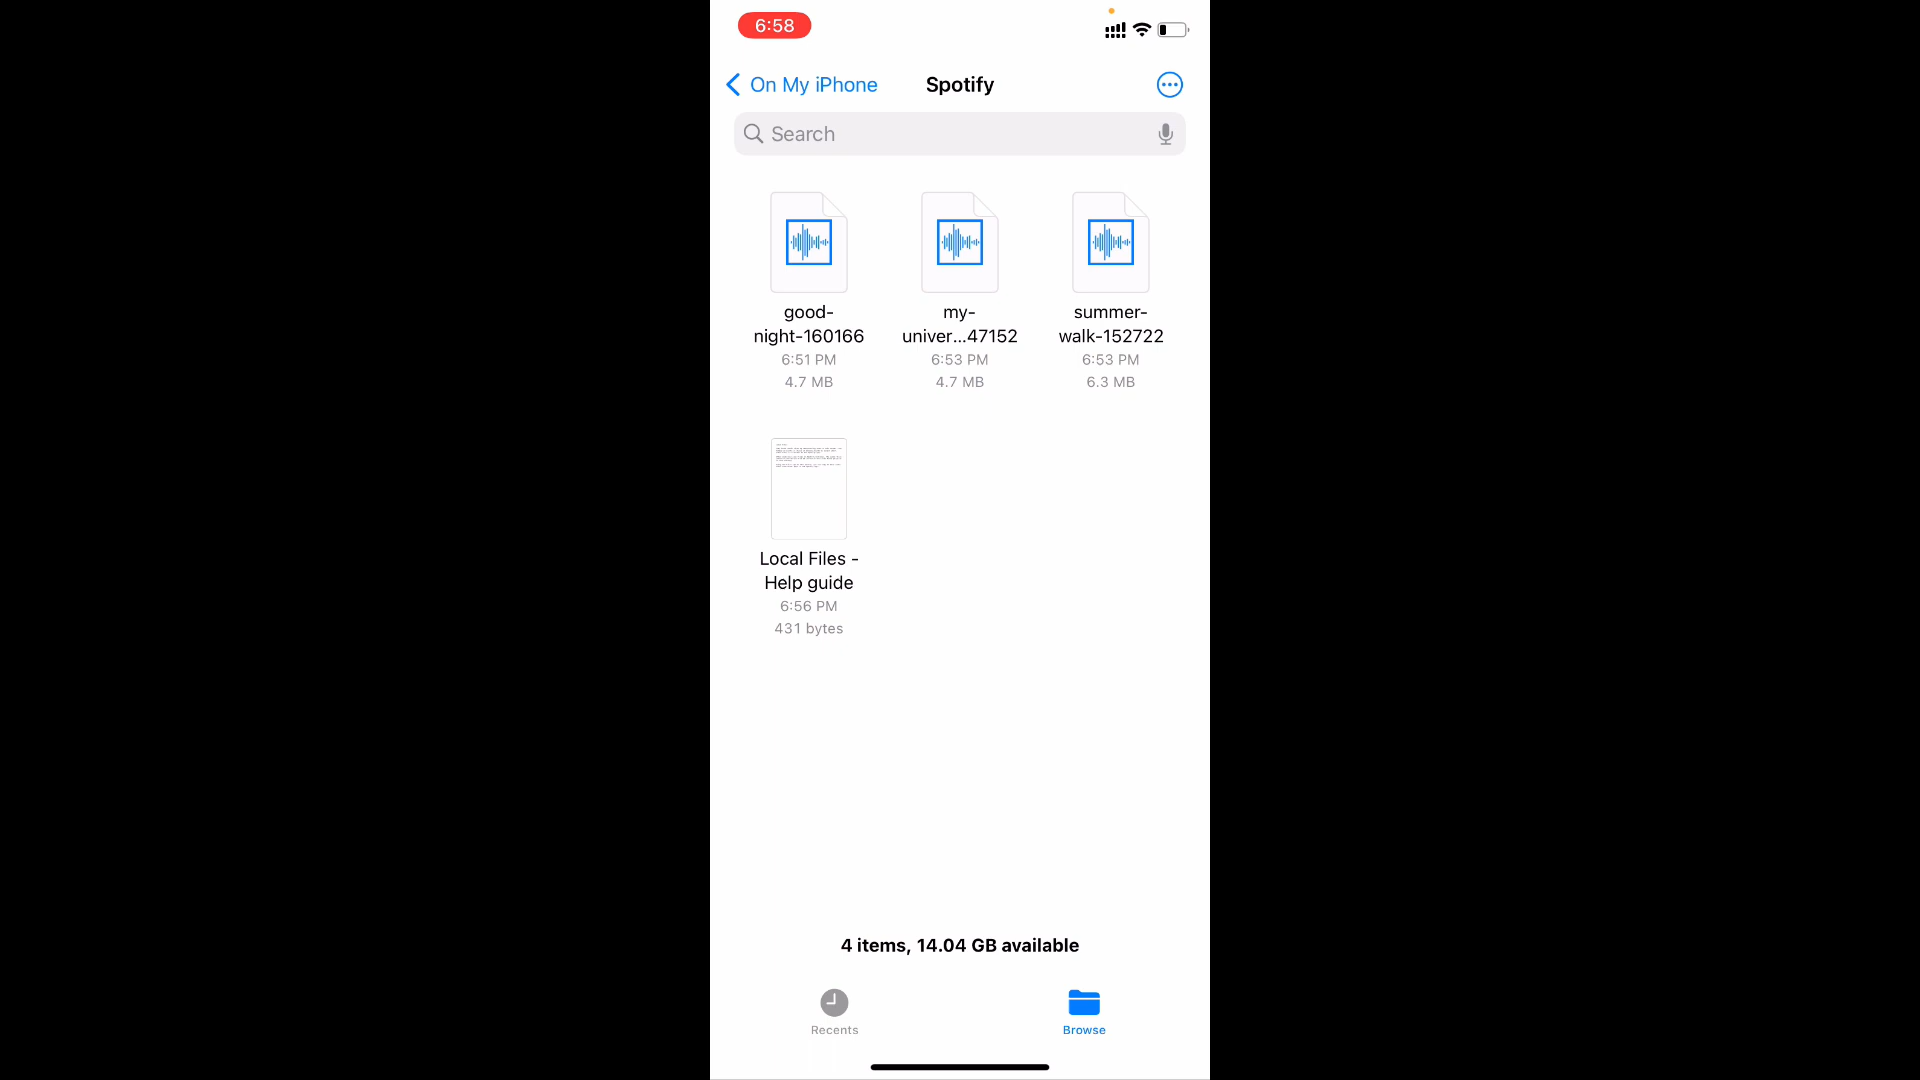 6:58
On My iPhone
Spotify
Search
good-
night-160166
6:51 PM
4.7 MB
my-
univer...47152
6:53 PM
4.7 MB
summer-
walk-152722
6:53 PM
6.3 MB
Local Files -
Help guide
6:56 PM
431 bytes
4 items, 14.04 GB available
Recents
Browse